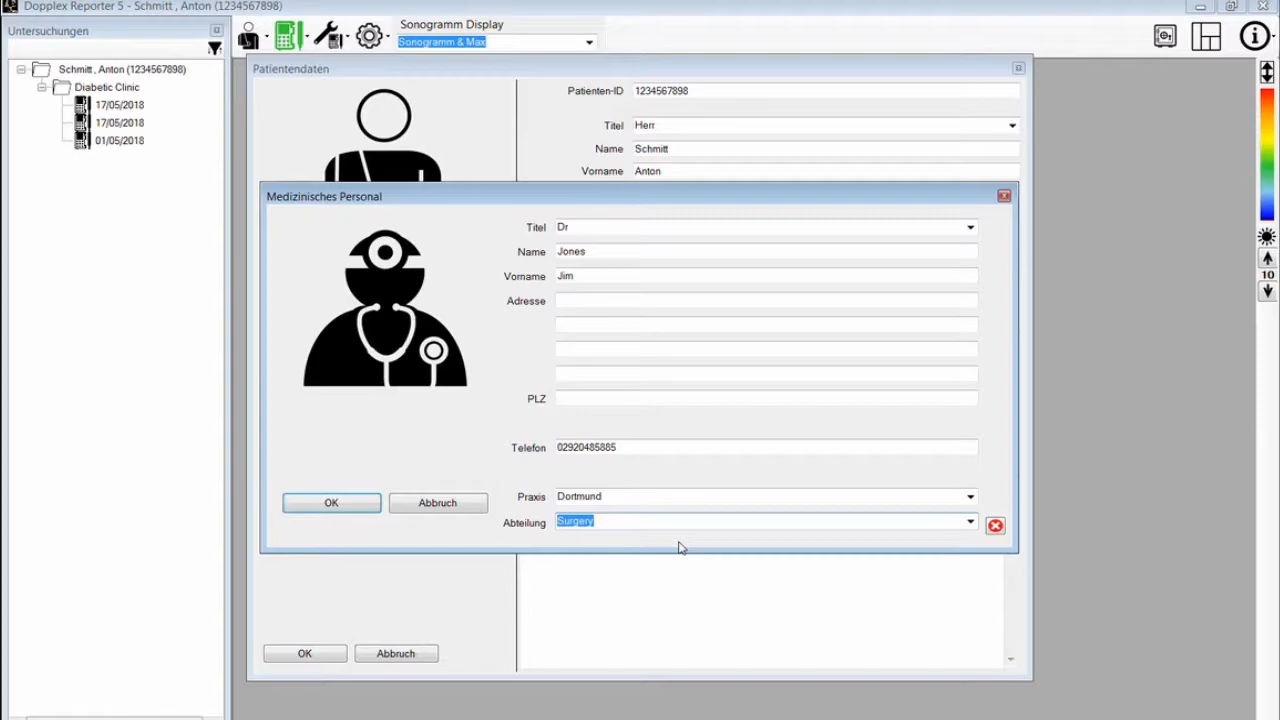 Dopplex Reporter 5 - Schmitt , Anton (1234567898)
Untersuchungen
Sonogramm Display
Sonogramm & Max
Schmitt , Anton (1234567898)
Diabetic Clinic
17/05/2018
17/05/2018
01/05/2018
Patientendaten
Patienten-ID 1234567898
Titel Herr
Name Schmitt
Vorname Anton
Medizinisches Personal
Titel Dr
Name Jones
Vorname Jim
Adresse
PLZ
Telefon 02920485885
Praxis Dortmund
Abteilung Surgery
OK Abbruch
OK Abbruch
10